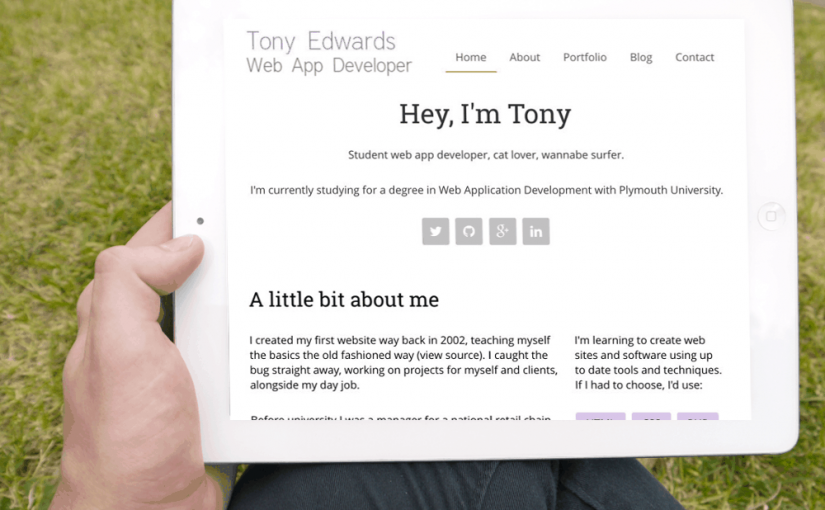 Tony Edwards
Web App Developer
Home About Portfolio Blog Contact
Hey, I'm Tony
Student web app developer, cat lover, wannabe surfer.
I'm currently studying for a degree in Web Application Development with Plymouth University.
g+ in
A little bit about me
I created my first website way back in 2002, teaching myself
the basics the old fashioned way (view source). I caught the
bug straight away, working on projects for myself and clients,
alongside my day job.
Before university I was a manager for a national retail chain
I'm learning to create web
sites and software using up
to date tools and techniques.
If I had to choose, I'd use: